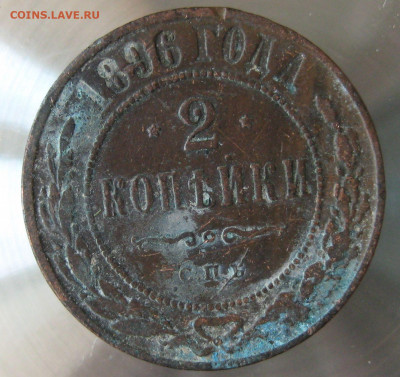 COINS.LAVE.RU
1896 ГОДА
2
КОПѢЙКИ.
С.П.Б.